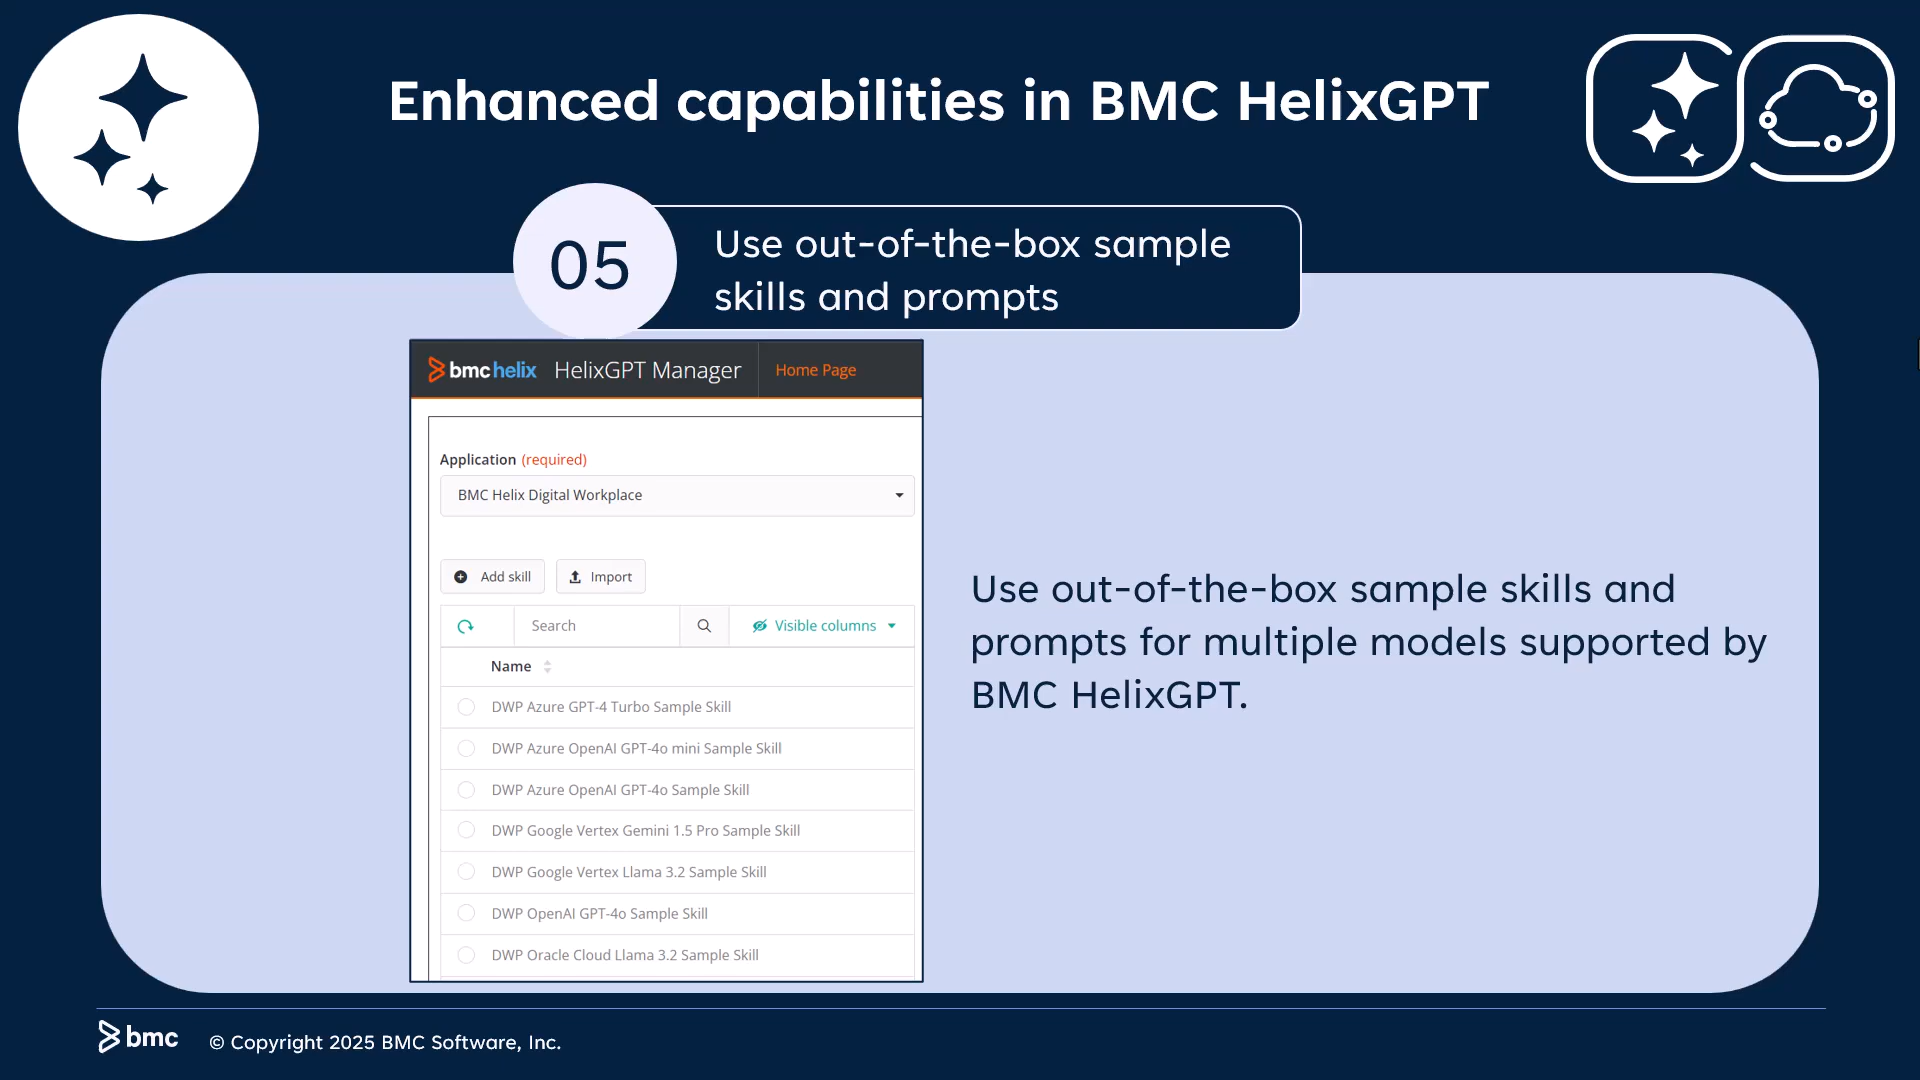 Enhanced capabilities in BMC HelixGPT
05
Use out-of-the-box sample
skills and prompts
bmc helix HelixGPT Manager Home Page
Application (required)
BMC Helix Digital Workplace
Add skill Import
Search Visible columns
Name
DWP Azure GPT-4 Turbo Sample Skill
DWP Azure OpenAI GPT-4o mini Sample Skill
DWP Azure OpenAI GPT-4o Sample Skill
DWP Google Vertex Gemini 1.5 Pro Sample Skill
DWP Google Vertex Llama 3.2 Sample Skill
DWP OpenAI GPT-4o Sample Skill
DWP Oracle Cloud Llama 3.2 Sample Skill
Use out-of-the-box sample skills and
prompts for multiple models supported by
BMC HelixGPT.
bmc © Copyright 2025 BMC Software, Inc.